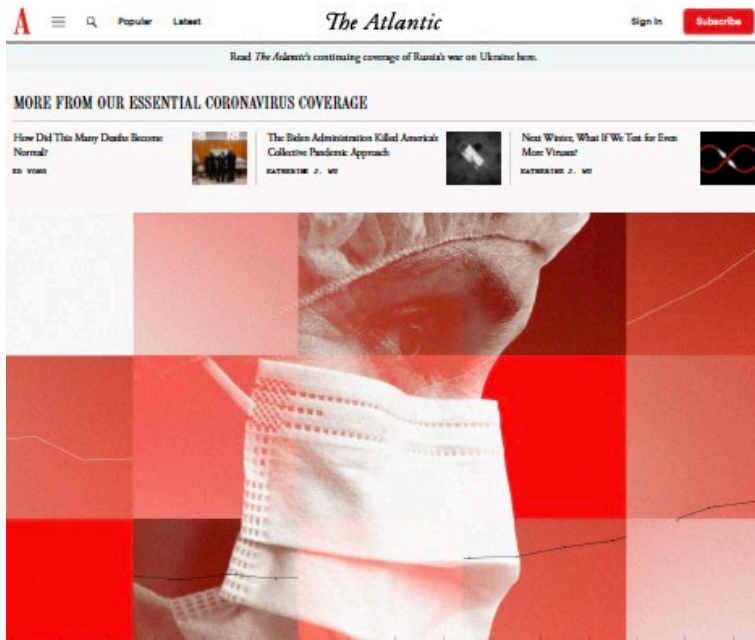 A Popular Latest The Atlantic Sign In Subscribe
Read The Atlantic's continuing coverage of Russia's war on Ukraine here.
MORE FROM OUR ESSENTIAL CORONAVIRUS COVERAGE
How Did This Many Deaths Become
Normal?
ED YONG
The Biden Administration Killed America's
Collective Pandemic Approach
KATHERINE J. WU
Next Winter, What If We Test for Even
More Viruses?
KATHERINE J. WU